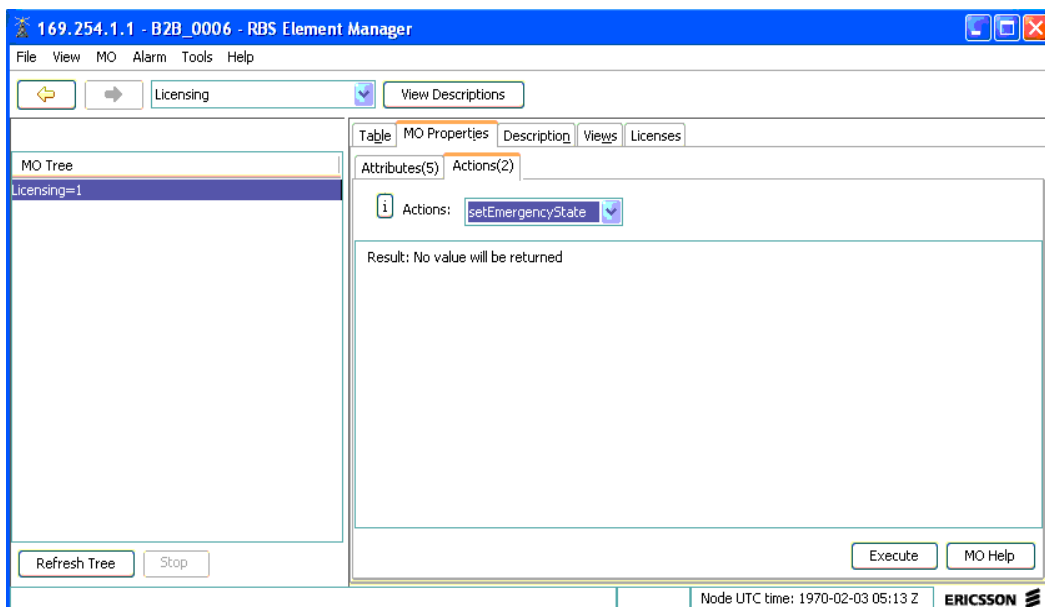 169.254.1.1 - B2B_0006 - RBS Element Manager
File View MO Alarm Tools Help
Licensing View Descriptions
Table MO Properties Description Views Licenses
MO Tree
Attributes(5) Actions(2)
Licensing=1
i Actions: setEmergencyState
Result: No value will be returned
Refresh Tree Stop
Execute MO Help
Node UTC time: 1970-02-03 05:13 Z ERICSSON